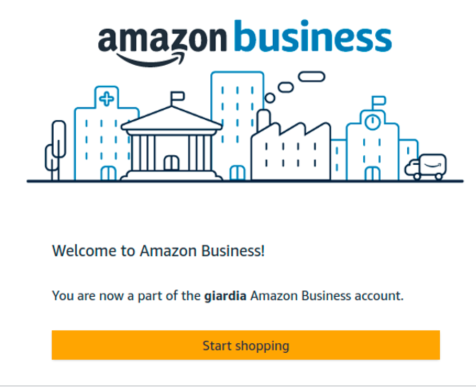 amazon business
Welcome to Amazon Business!
You are now a part of the giardia Amazon Business account.
Start shopping